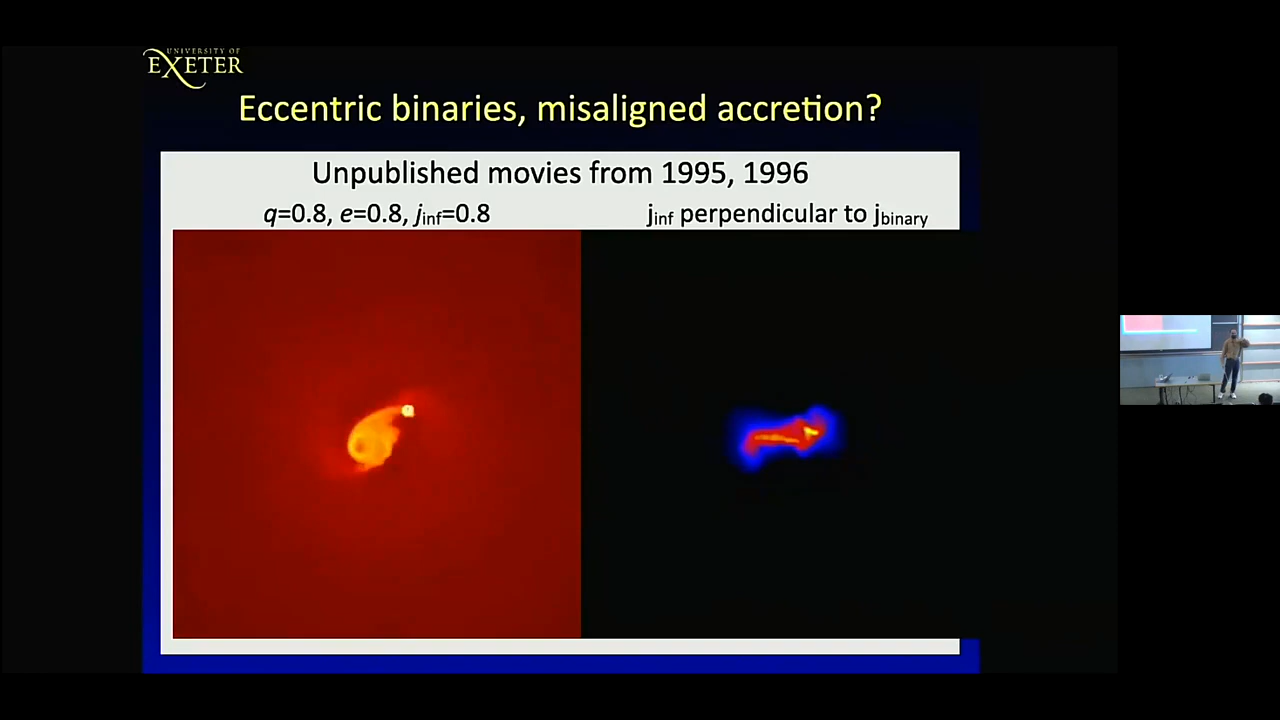 UNIVERSITY OF
EXETER
Eccentric binaries, misaligned accretion?
Unpublished movies from 1995, 1996
q=0.8, e=0.8, jinf=0.8
jinf perpendicular to jbinary